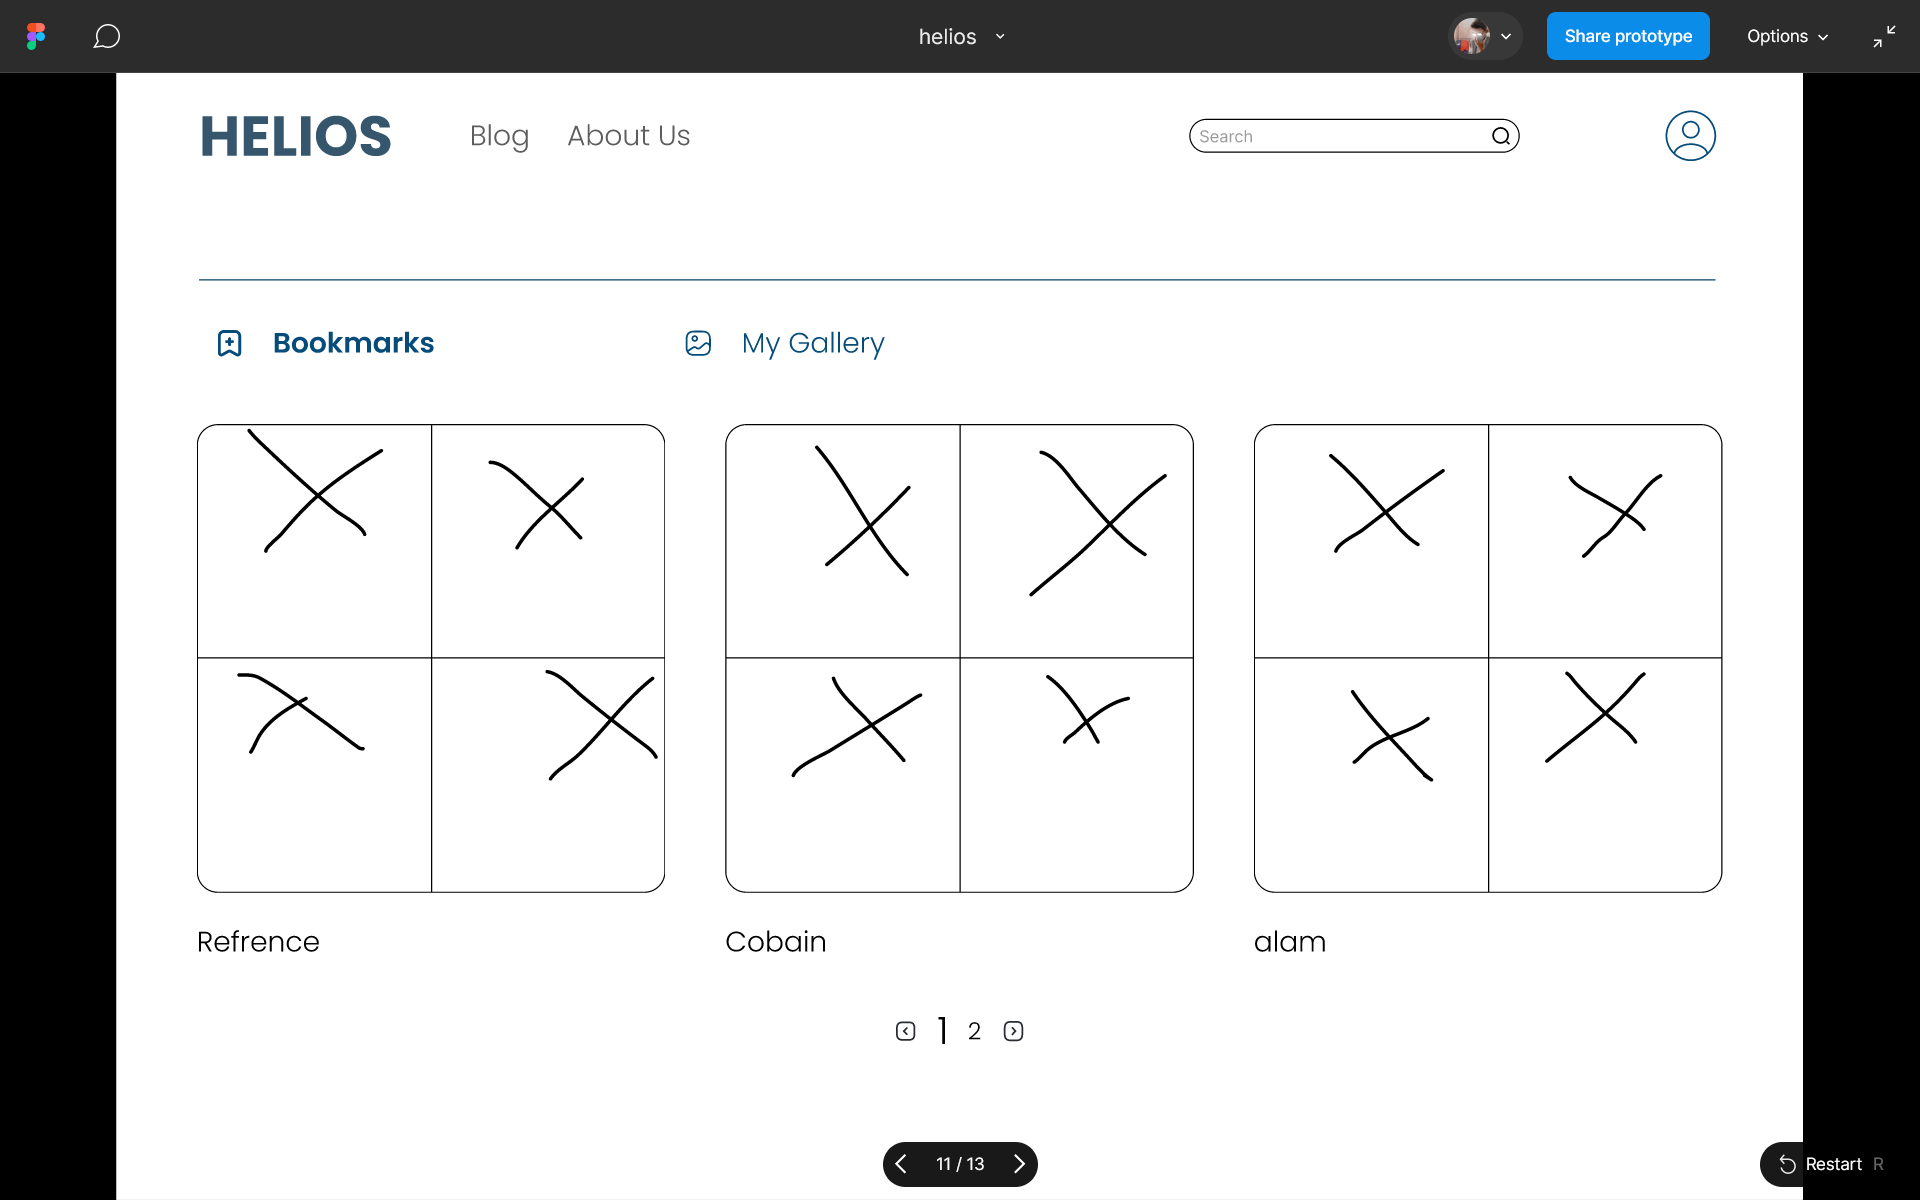 helios
Share prototype
Options
HELIOS
Blog
About Us
Search
Bookmarks
My Gallery
Refrence
Cobain
alam
1 2
11 / 13
Restart R